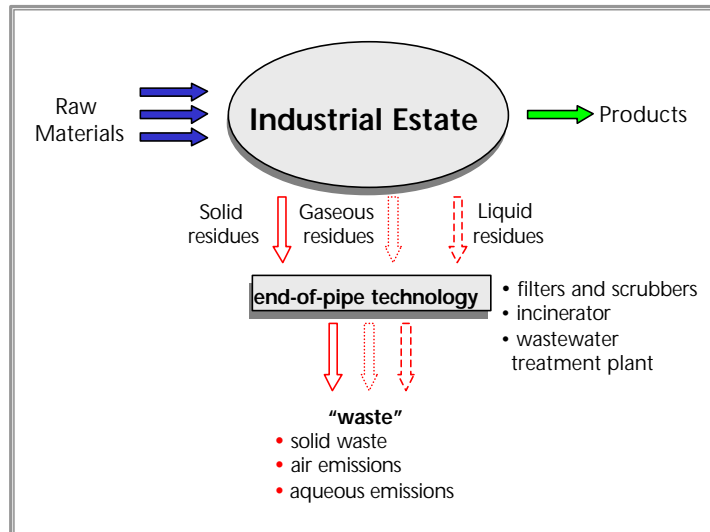 Raw
Materials
Industrial Estate
Products
Solid
residues
Gaseous
residues
Liquid
residues
end-of-pipe technology
• filters and scrubbers
• incinerator
• wastewater
treatment plant
“waste”
• solid waste
• air emissions
• aqueous emissions